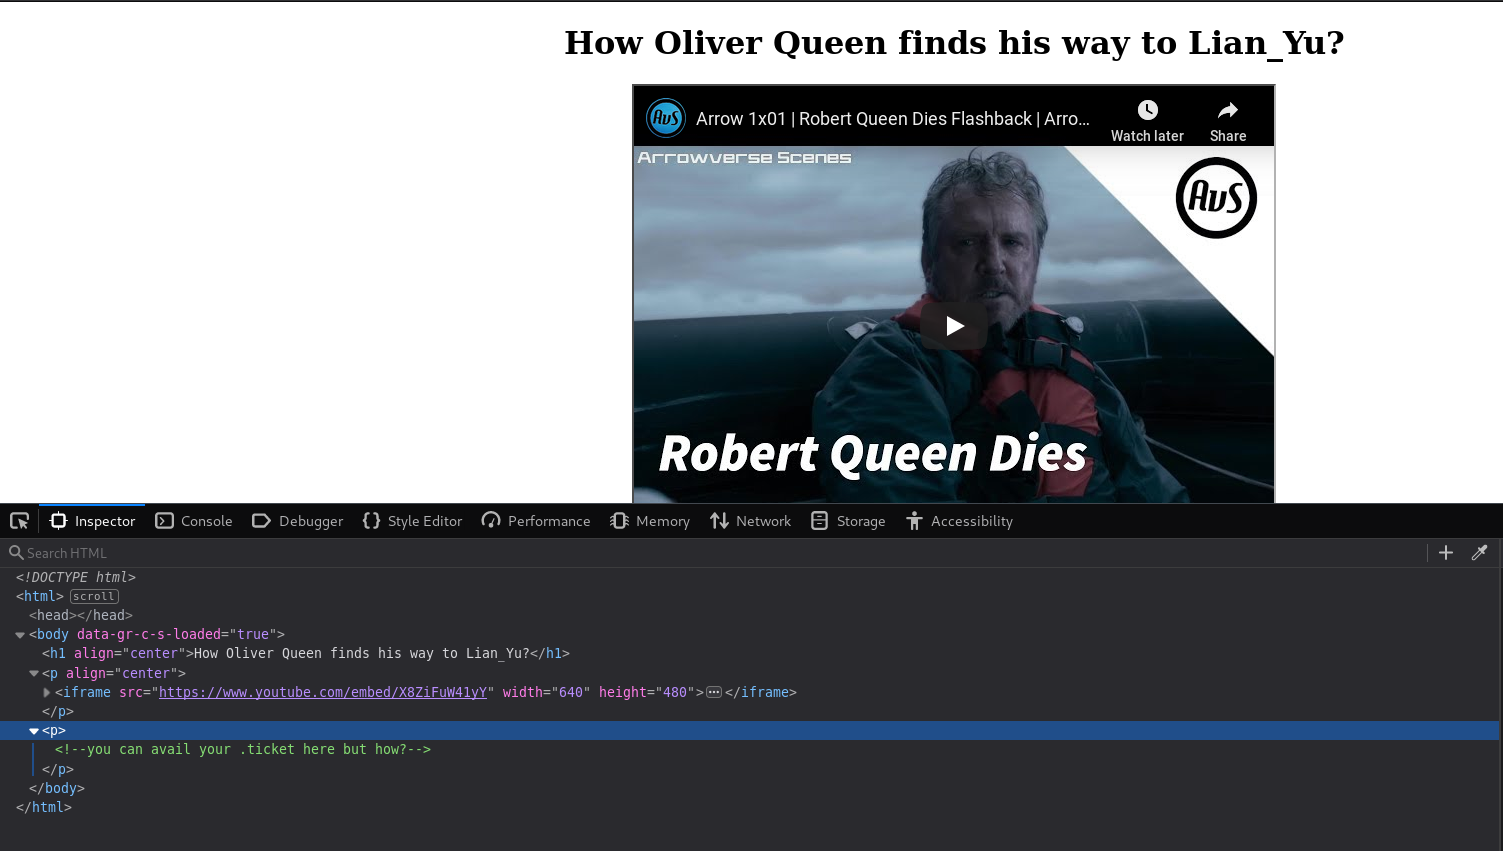 How Oliver Queen finds his way to Lian_Yu?
AvS Arrow 1x01 | Robert Queen Dies Flashback | Arro... Watch later Share
Arrowverse Scenes
AvS
Robert Queen Dies
Inspector Console Debugger Style Editor Performance Memory Network Storage Accessibility
Search HTML
<!DOCTYPE html>
<html> scroll
<head></head>
<body data-gr-c-s-loaded="true">
<h1 align="center">How Oliver Queen finds his way to Lian_Yu?</h1>
<p align="center">
<iframe src="https://www.youtube.com/embed/X8ZiFuW41yY" width="640" height="480">...</iframe>
</p>
<p>
<!--you can avail your .ticket here but how?-->
</p>
</body>
</html>